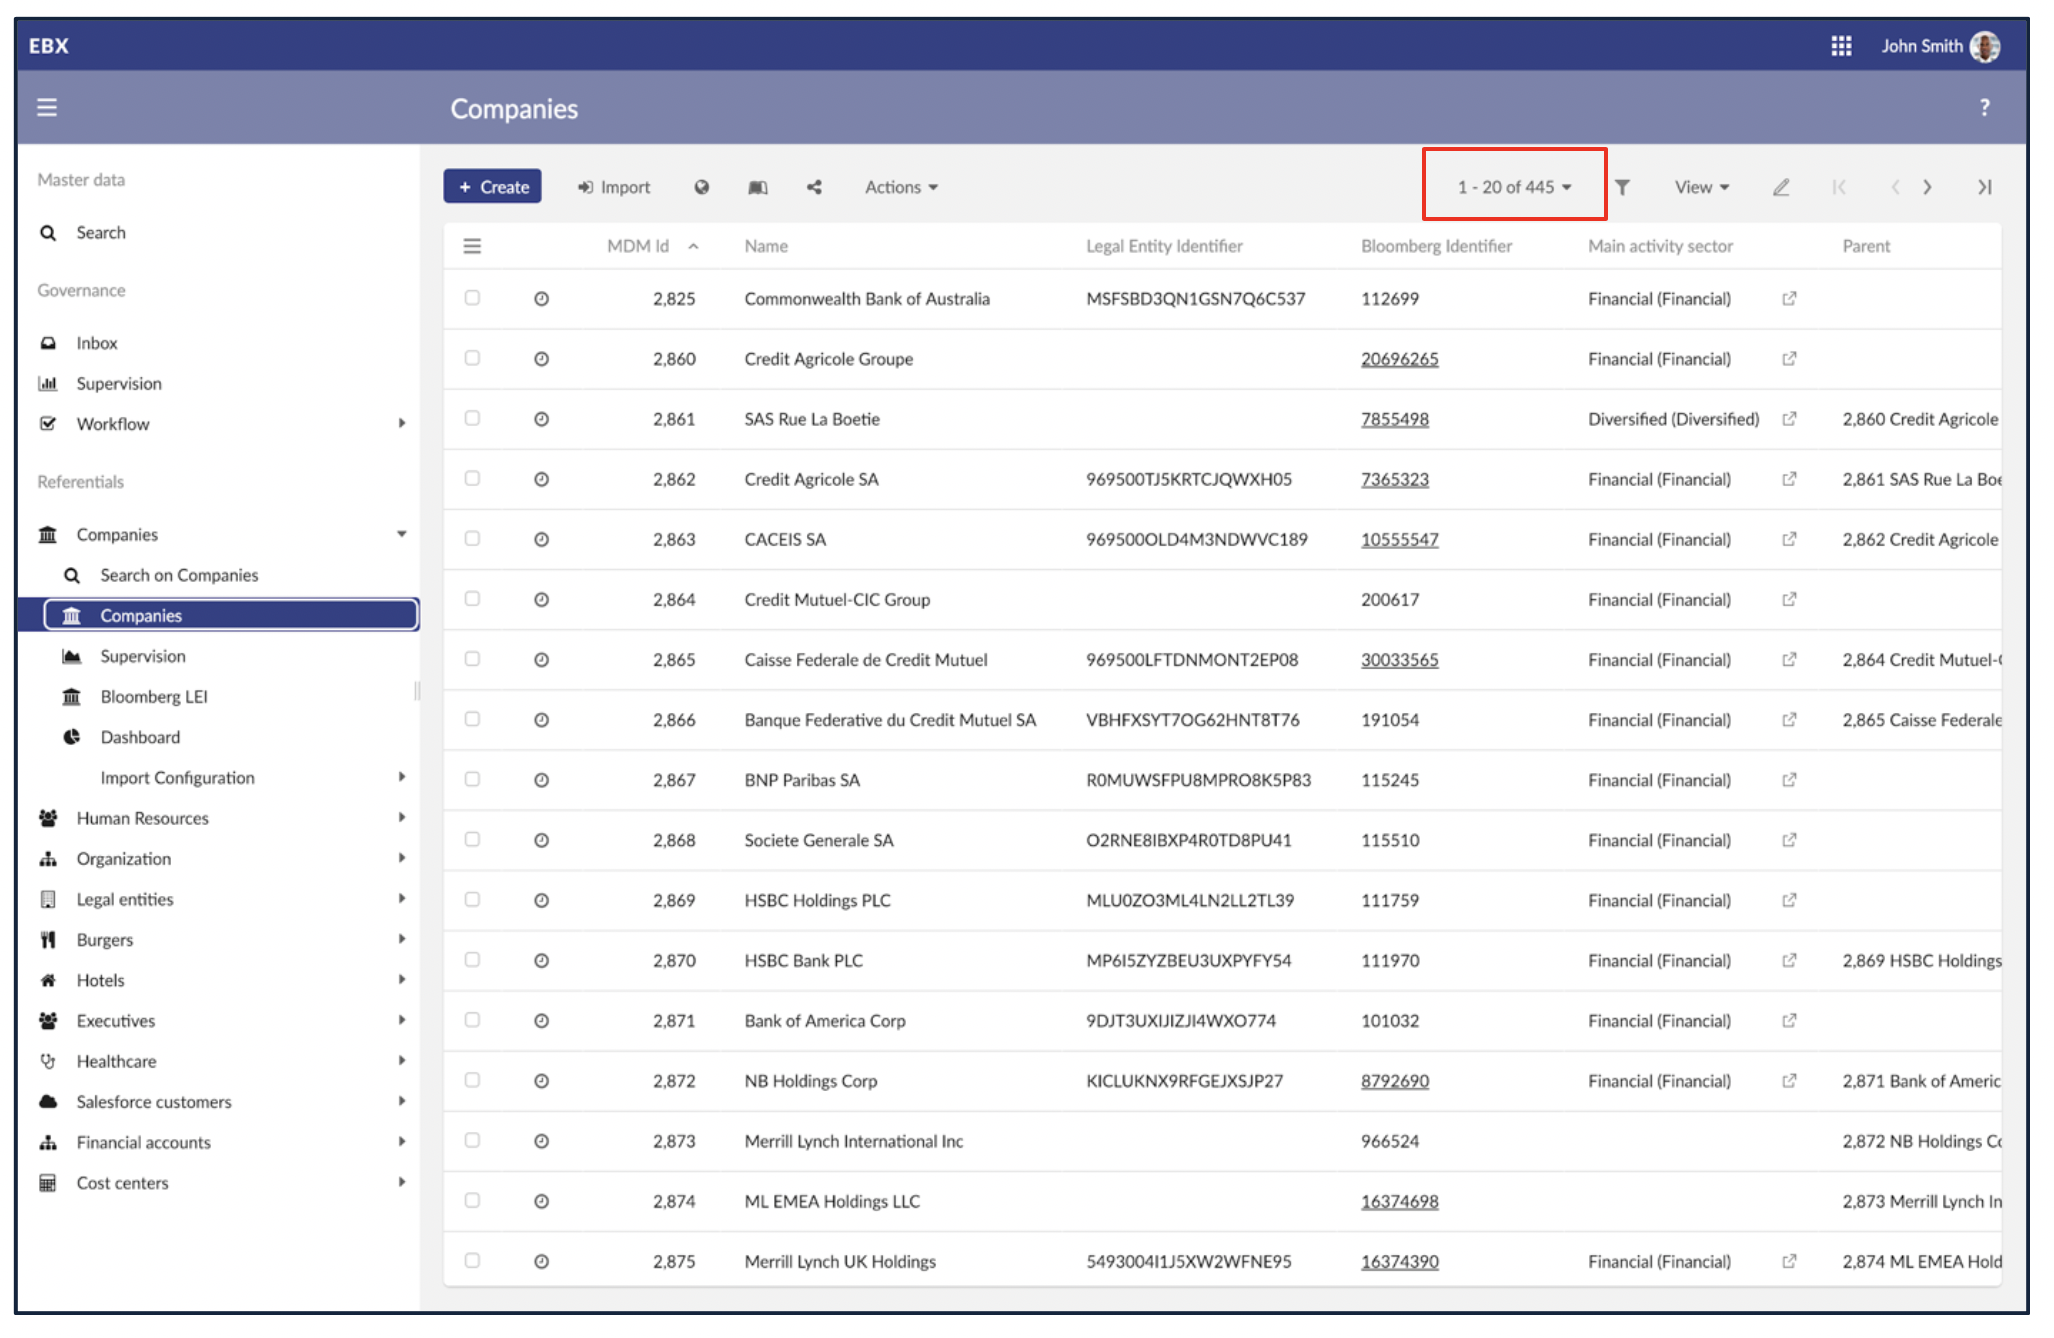 EBX
John Smith
Companies
?
Master data
Search
Governance
Inbox
Supervision
Workflow
Referentials
Companies
Search on Companies
Companies
Supervision
Bloomberg LEI
Dashboard
Import Configuration
Human Resources
Organization
Legal entities
Burgers
Hotels
Executives
Healthcare
Salesforce customers
Financial accounts
Cost centers
+ Create Import Actions 1 - 20 of 445 View
MDM Id Name Legal Entity Identifier Bloomberg Identifier Main activity sector Parent
2,825 Commonwealth Bank of Australia MSFSBD3QN1GSN7Q6C537 112699 Financial (Financial)
2,860 Credit Agricole Groupe 20696265 Financial (Financial)
2,861 SAS Rue La Boetie 7855498 Diversified (Diversified) 2,860 Credit Agricole
2,862 Credit Agricole SA 969500TJ5KRTCJQWXH05 7365323 Financial (Financial) 2,861 SAS Rue La Boe
2,863 CACEIS SA 969500OLD4M3NDWVC189 10555547 Financial (Financial) 2,862 Credit Agricole
2,864 Credit Mutuel-CIC Group 200617 Financial (Financial)
2,865 Caisse Federale de Credit Mutuel 969500LFTDNMONT2EP08 30033565 Financial (Financial) 2,864 Credit Mutuel-C
2,866 Banque Federative du Credit Mutuel SA VBHFXSYT7OG62HNT8T76 191054 Financial (Financial) 2,865 Caisse Federale
2,867 BNP Paribas SA R0MUWSFPU8MPRO8K5P83 115245 Financial (Financial)
2,868 Societe Generale SA O2RNE8IBXP4R0TD8PU41 115510 Financial (Financial)
2,869 HSBC Holdings PLC MLU0ZO3ML4LN2LL2TL39 111759 Financial (Financial)
2,870 HSBC Bank PLC MP6I5ZYZBEU3UXPYFY54 111970 Financial (Financial) 2,869 HSBC Holdings
2,871 Bank of America Corp 9DJT3UXIJIZJI4WXO774 101032 Financial (Financial)
2,872 NB Holdings Corp KICLUKNX9RFGEJXSJP27 8792690 Financial (Financial) 2,871 Bank of Americ
2,873 Merrill Lynch International Inc 966524 2,872 NB Holdings Co
2,874 ML EMEA Holdings LLC 16374698 2,873 Merrill Lynch In
2,875 Merrill Lynch UK Holdings 5493004I1J5XW2WFNE95 16374390 Financial (Financial) 2,874 ML EMEA Hold